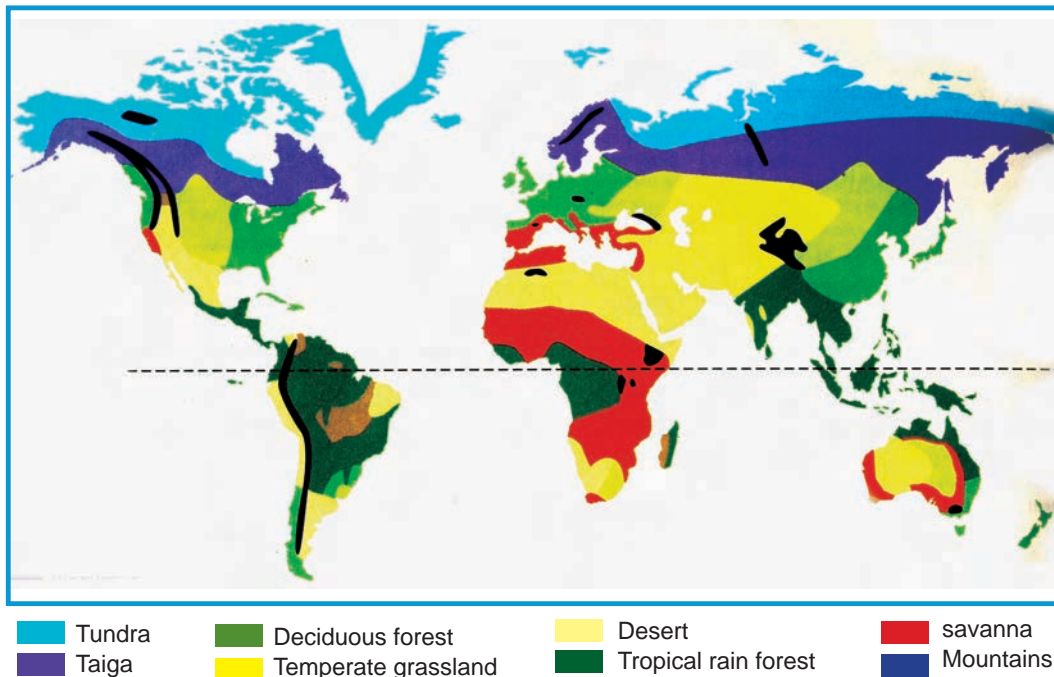 Tundra
Taiga
Deciduous forest
Temperate grassland
Desert
Tropical rain forest
savanna
Mountains